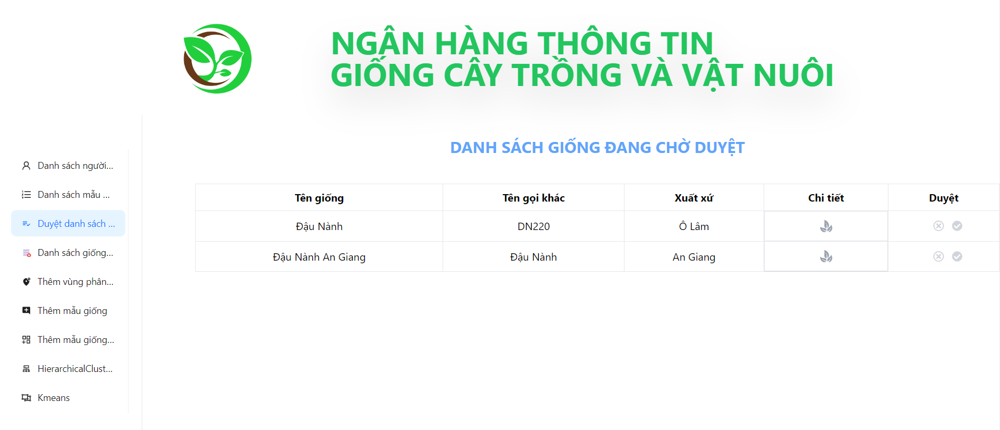 NGÂN HÀNG THÔNG TIN
GIỐNG CÂY TRỒNG VÀ VẬT NUÔI
Danh sách người...
Danh sách mẫu ...
Duyệt danh sách ...
Danh sách giống...
Thêm vùng phân...
Thêm mẫu giống
Thêm mẫu giống...
HierarchicalClust...
Kmeans
DANH SÁCH GIỐNG ĐANG CHỜ DUYỆT
Tên giống Tên gọi khác Xuất xứ Chi tiết Duyệt
Đậu Nành DN220 Ô Lâm
Đậu Nành An Giang Đậu Nành An Giang